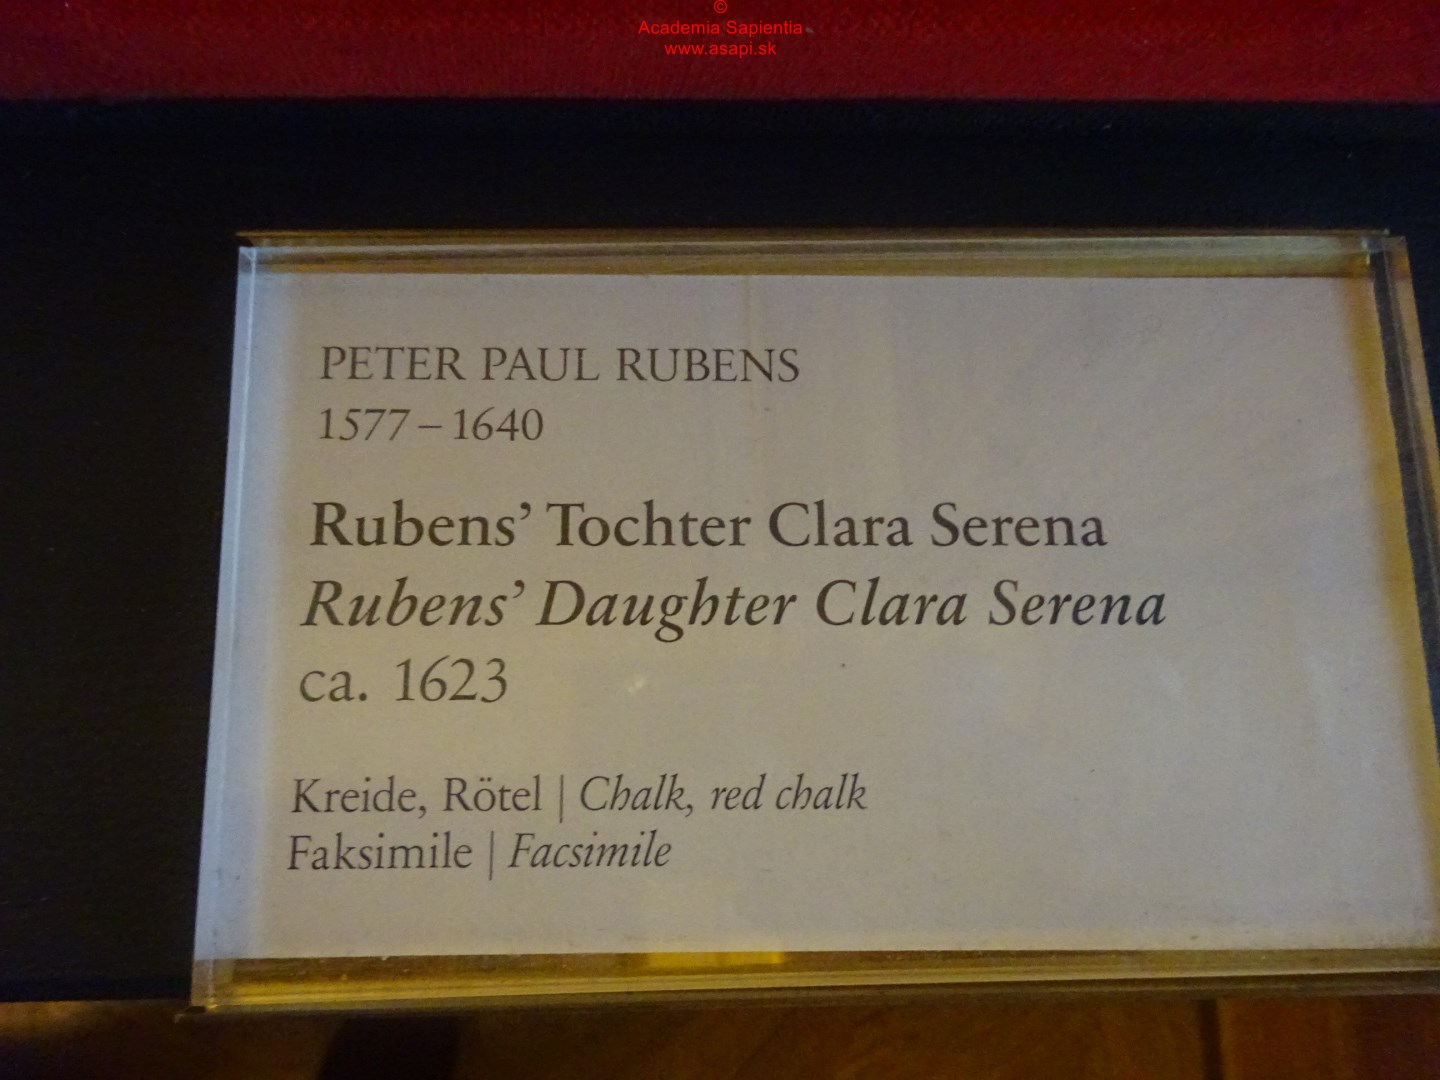 ©
Academia Sapientia
www.asapi.sk
PETER PAUL RUBENS
1577 – 1640
Rubens’ Tochter Clara Serena
Rubens’ Daughter Clara Serena
ca. 1623
Kreide, Rötel | Chalk, red chalk
Faksimile | Facsimile